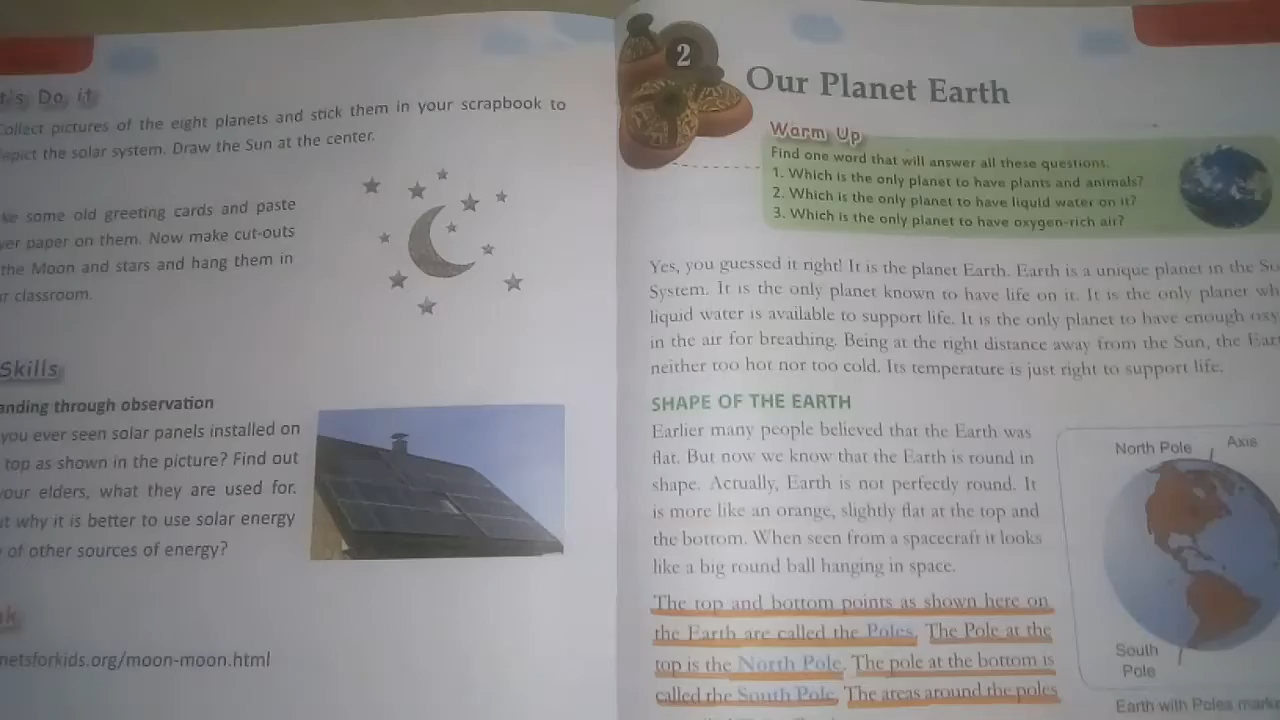 t's Do it
Collect pictures of the eight planets and stick them in your scrapbook to
depict the solar system. Draw the Sun at the center.
ke some old greeting cards and paste
ver paper on them. Now make cut-outs
the Moon and stars and hang them in
r classroom.
Skills
anding through observation
you ever seen solar panels installed on
top as shown in the picture? Find out
your elders, what they are used for.
t why it is better to use solar energy
of other sources of energy?
k
netsforkids.org/moon-moon.html
2
Our Planet Earth
Warm Up
Find one word that will answer all these questions.
1. Which is the only planet to have plants and animals?
2. Which is the only planet to have liquid water on it?
3. Which is the only planet to have oxygen-rich air?
Yes, you guessed it right! It is the planet Earth. Earth is a unique planet in the So
System. It is the only planet known to have life on it. It is the only planet wh
liquid water is available to support life. It is the only planet to have enough oxy
in the air for breathing. Being at the right distance away from the Sun, the Ear
neither too hot nor too cold. Its temperature is just right to support life.
SHAPE OF THE EARTH
Earlier many people believed that the Earth was
flat. But now we know that the Earth is round in
shape. Actually, Earth is not perfectly round. It
is more like an orange, slightly flat at the top and
the bottom. When seen from a spacecraft it looks
like a big round ball hanging in space.
The top and bottom points as shown here on
the Earth are called the Poles. The Pole at the
top is the North Pole. The pole at the bottom is
called the South Pole. The areas around the poles
North Pole
Axis
South
Pole
Earth with Poles mark